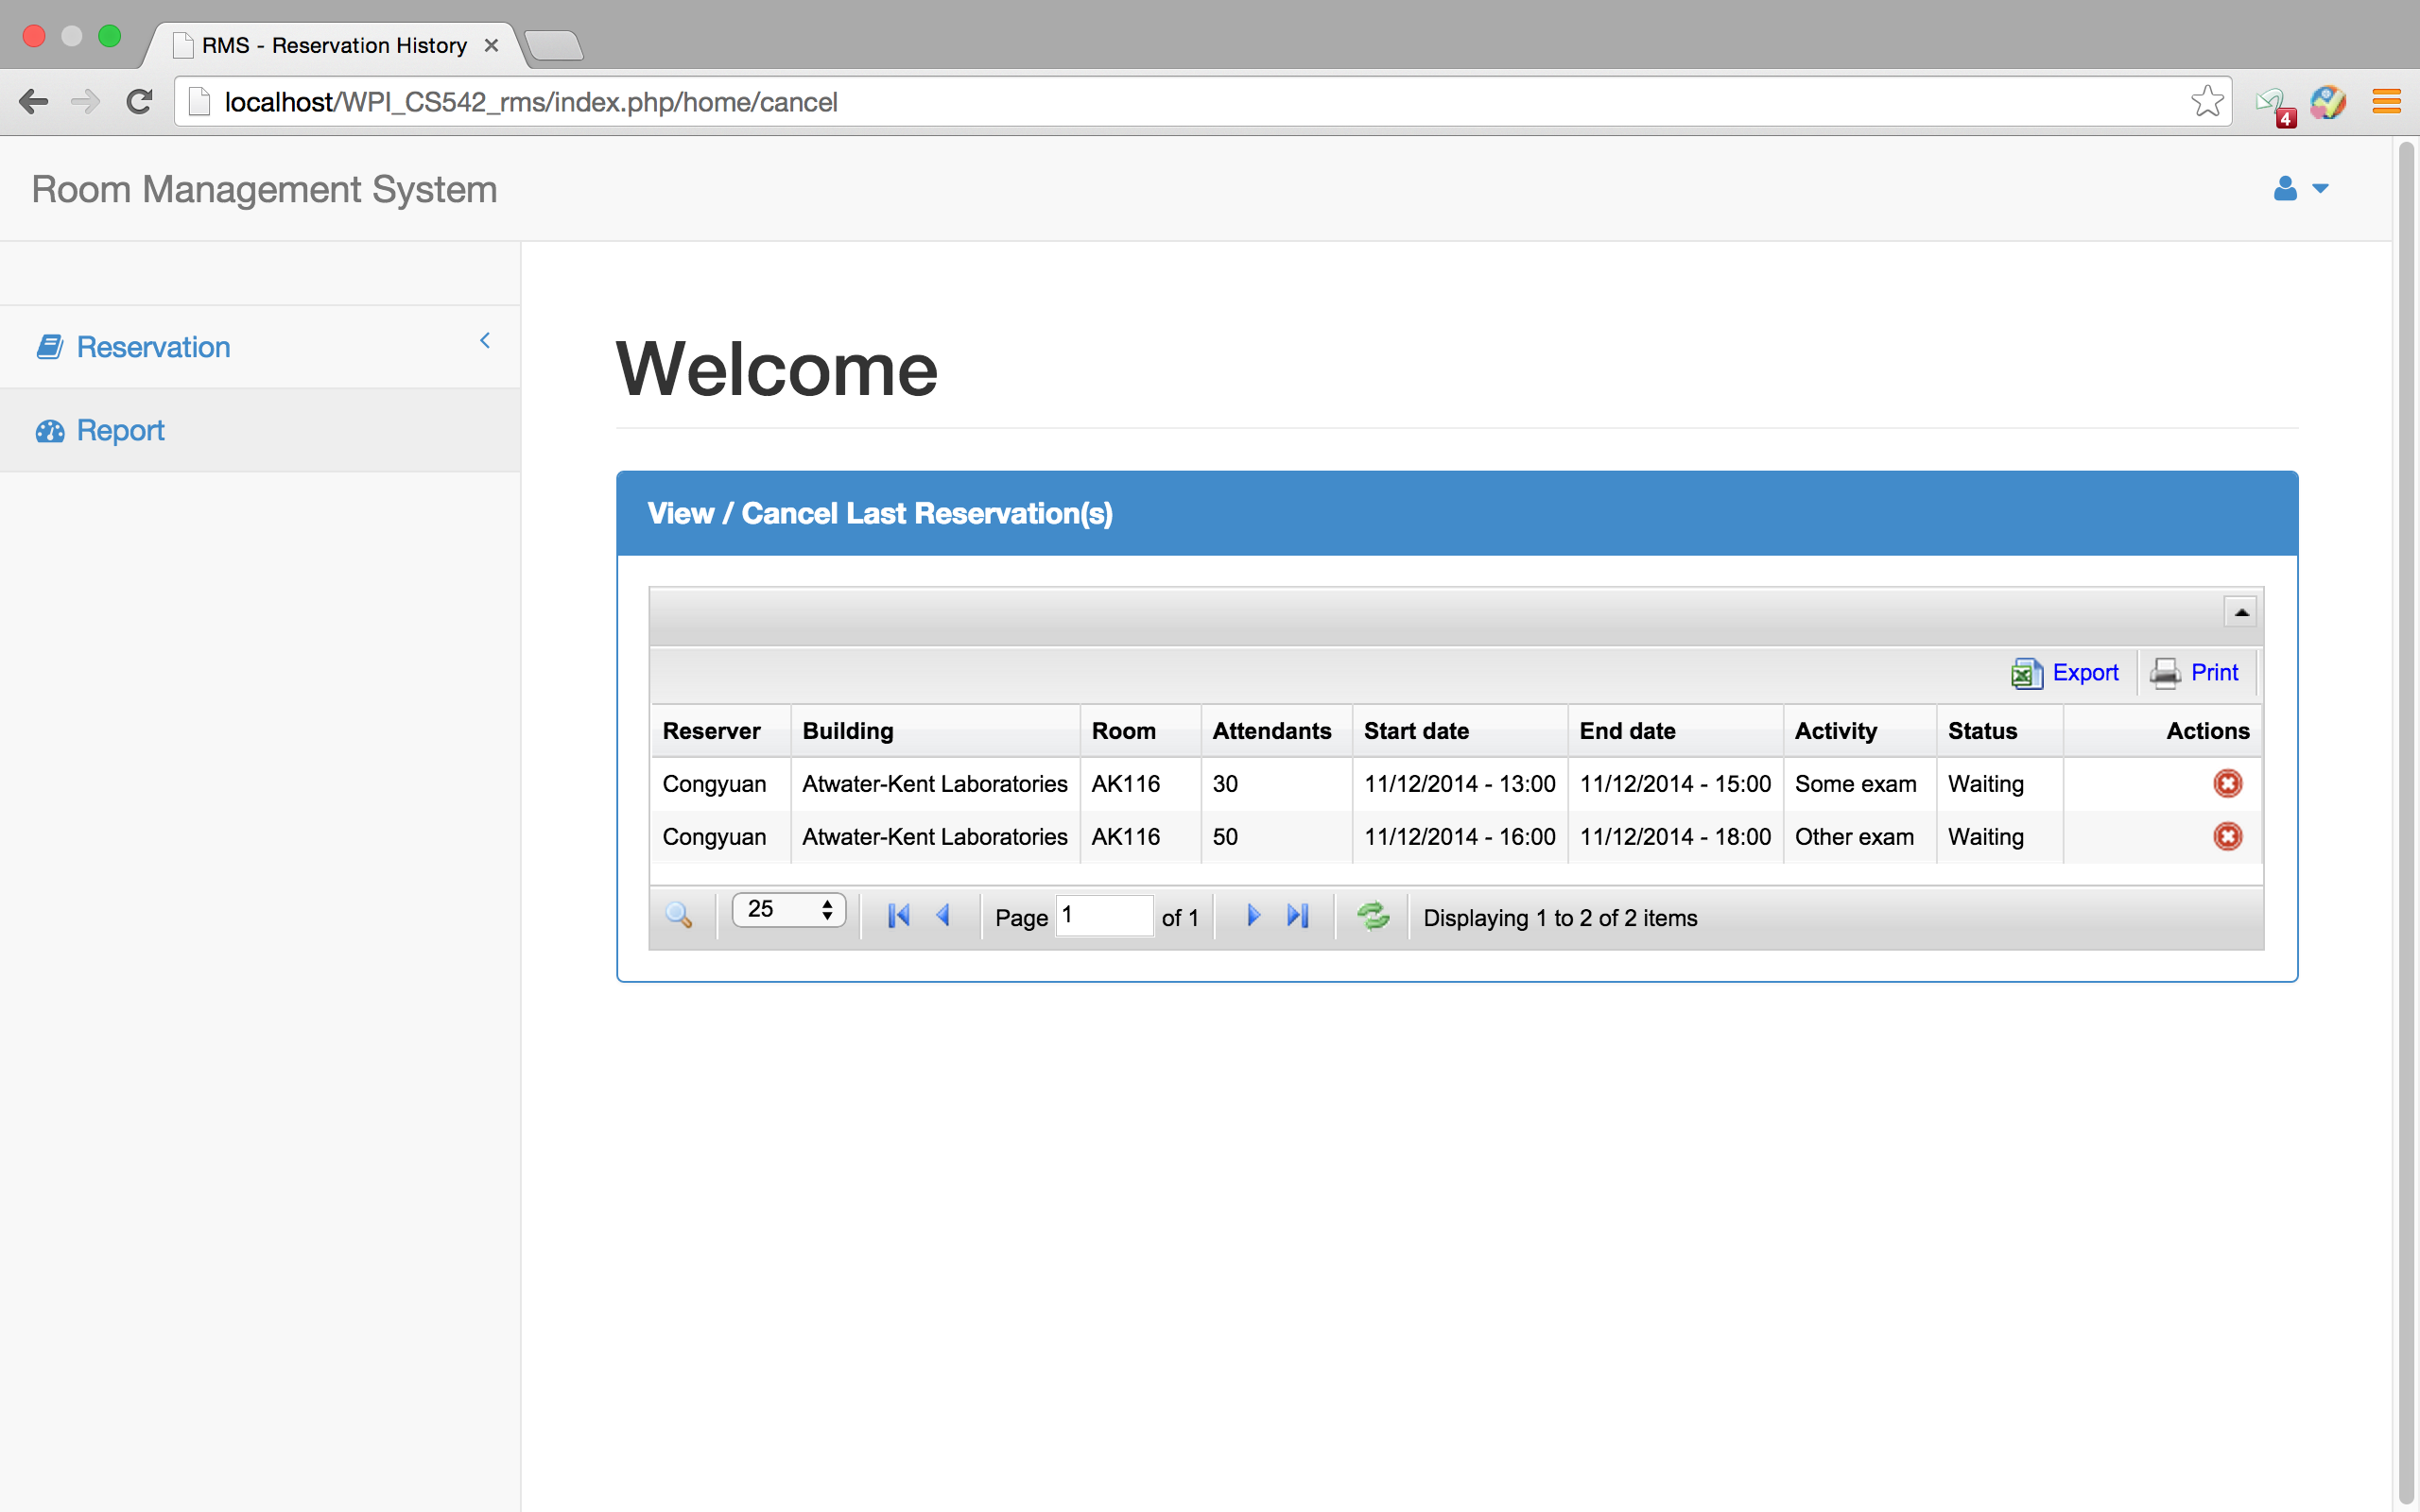 RMS - Reservation History
localhost/WPI_CS542_rms/index.php/home/cancel
4
Room Management System
Reservation
Report
Welcome
View / Cancel Last Reservation(s)
Export Print
Reserver Building Room Attendants Start date End date Activity Status Actions
Congyuan Atwater-Kent Laboratories AK116 30 11/12/2014 - 13:00 11/12/2014 - 15:00 Some exam Waiting
Congyuan Atwater-Kent Laboratories AK116 50 11/12/2014 - 16:00 11/12/2014 - 18:00 Other exam Waiting
25 Page 1 of 1 Displaying 1 to 2 of 2 items